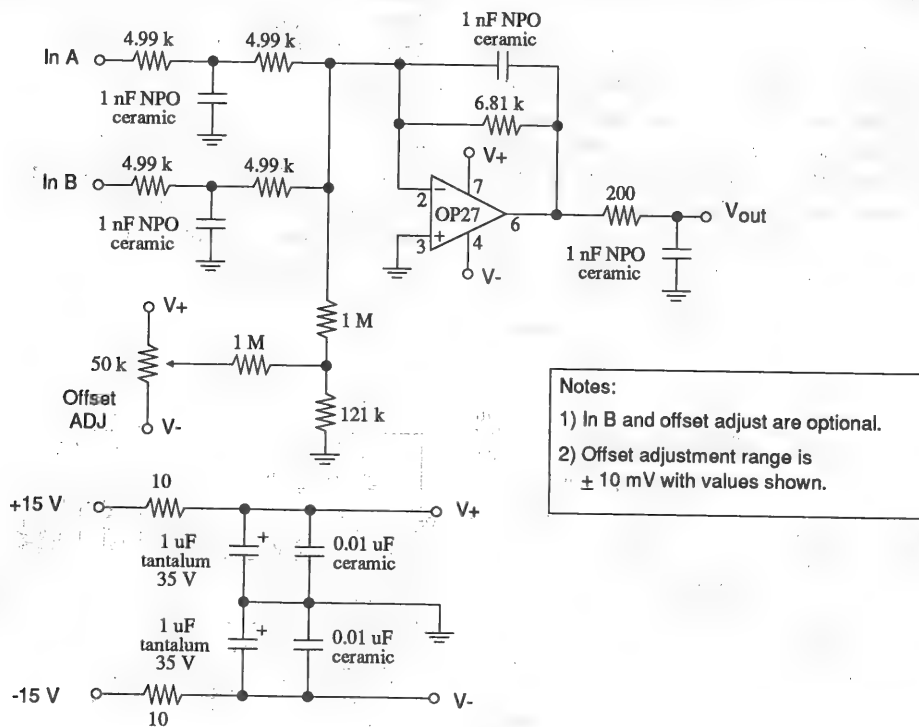 1 nF NPO
ceramic
4.99 k
4.99 k
In A
1 nF NPO
ceramic
6.81 k
4.99 k
4.99 k
In B
1 nF NPO
ceramic
V+
7
2
−
OP27
+
3
4
6
V-
200
Vout
1 nF NPO
ceramic
V+
1 M
1 M
50 k
Offset
ADJ
V-
121 k
Notes:
1) In B and offset adjust are optional.
2) Offset adjustment range is
± 10 mV with values shown.
10
+15 V
V+
1 uF
tantalum
35 V
+
0.01 uF
ceramic
1 uF
tantalum
35 V
+
0.01 uF
ceramic
-15 V
V-
10